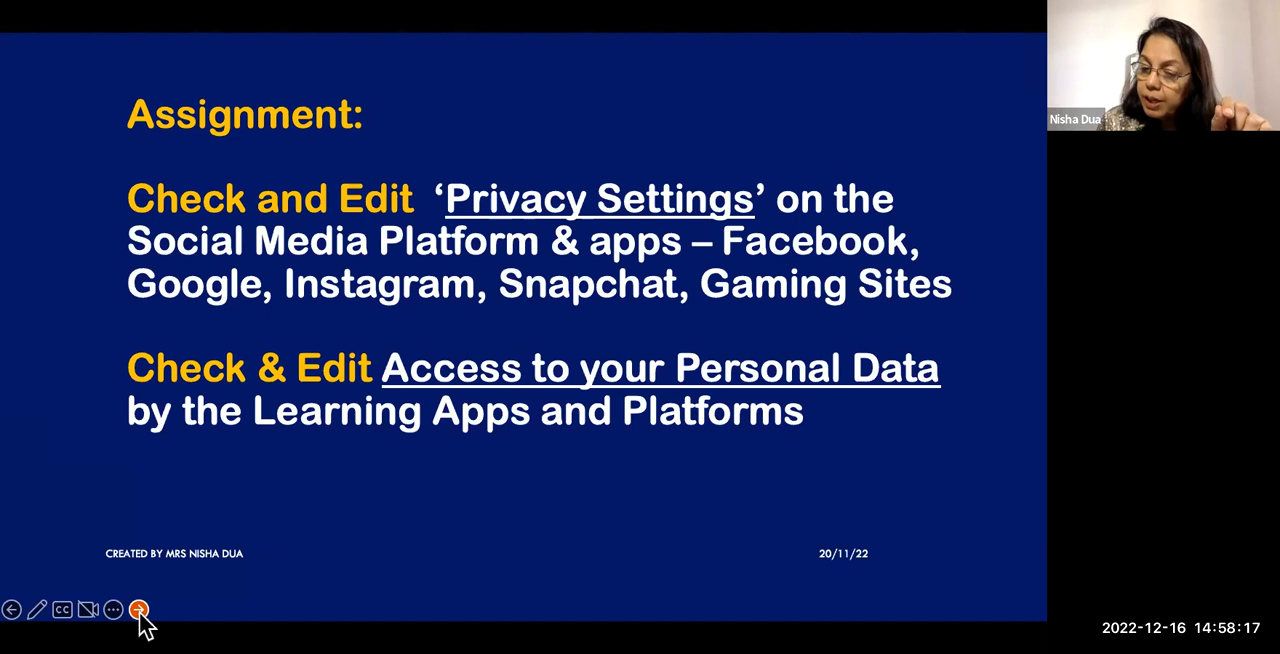 Assignment:
Check and Edit ‘Privacy Settings’ on the
Social Media Platform & apps – Facebook,
Google, Instagram, Snapchat, Gaming Sites
Check & Edit Access to your Personal Data
by the Learning Apps and Platforms
CREATED BY MRS NISHA DUA
20/11/22
Nisha Dua
CC
2022-12-16 14:58:17